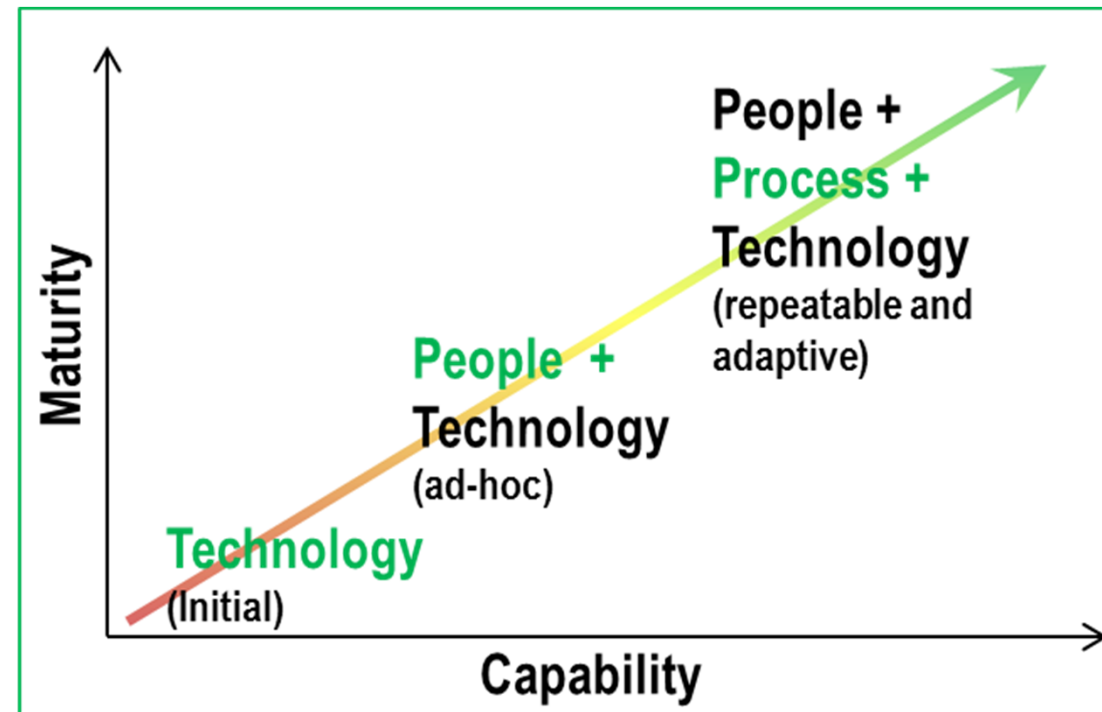 People +
Process +
Technology
(repeatable and
adaptive)
People +
Technology
(ad-hoc)
Technology
(Initial)
Maturity
Capability